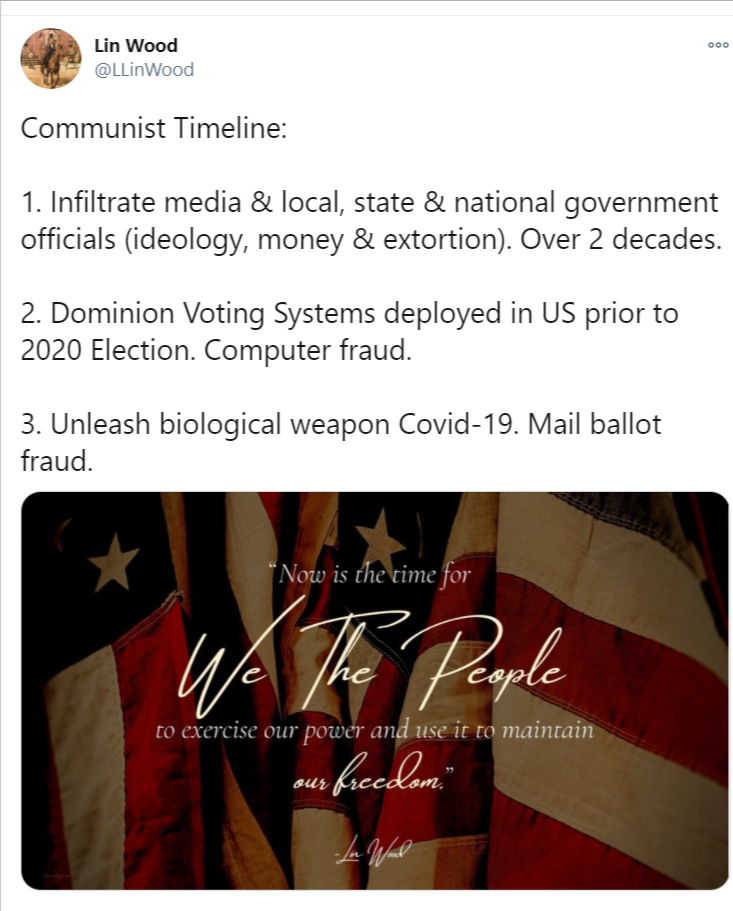 Lin Wood
@LLinWood
Communist Timeline:
1. Infiltrate media & local, state & national government
officials (ideology, money & extortion). Over 2 decades.
2. Dominion Voting Systems deployed in US prior to
2020 Election. Computer fraud.
3. Unleash biological weapon Covid-19. Mail ballot
fraud.
“Now is the time for
We The People
to exercise our power and use it to maintain
our freedom.”
-Lin Wood